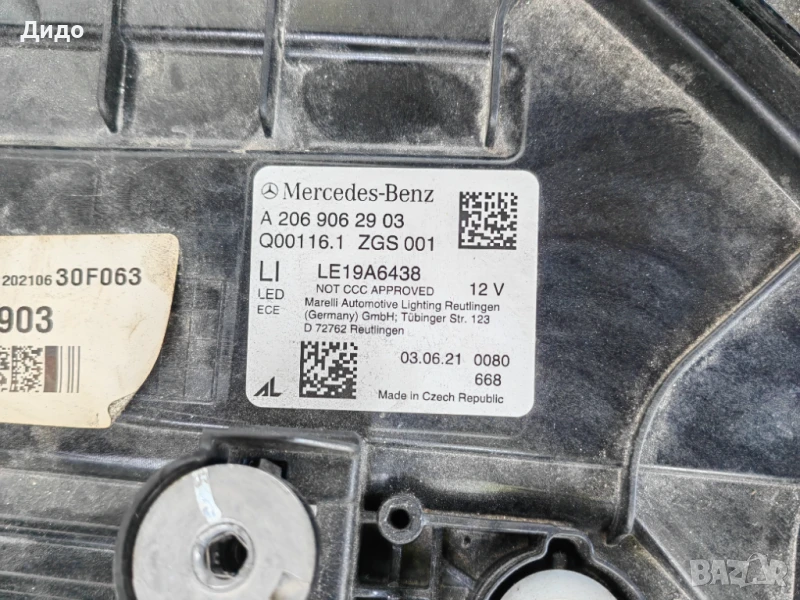 Дидо
Mercedes-Benz
A 206 906 29 03
Q00116.1 ZGS 001
LI LE19A6438
NOT CCC APPROVED 12 V
LED
ECE
Marelli Automotive Lighting Reutlingen
(Germany) GmbH; Tübinger Str. 123
D 72762 Reutlingen
03.06.21 0080
668
AL
Made in Czech Republic
20210630F063
903
BAZAR